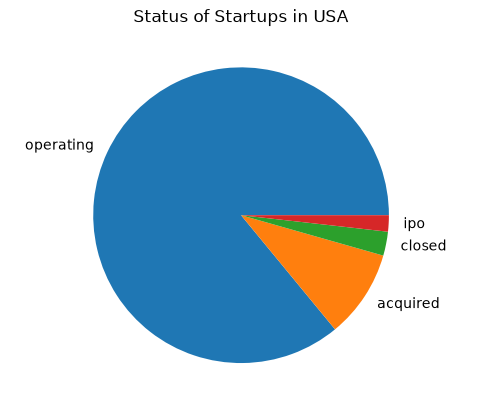 Status of Startups in USA
operating
ipo
closed
acquired